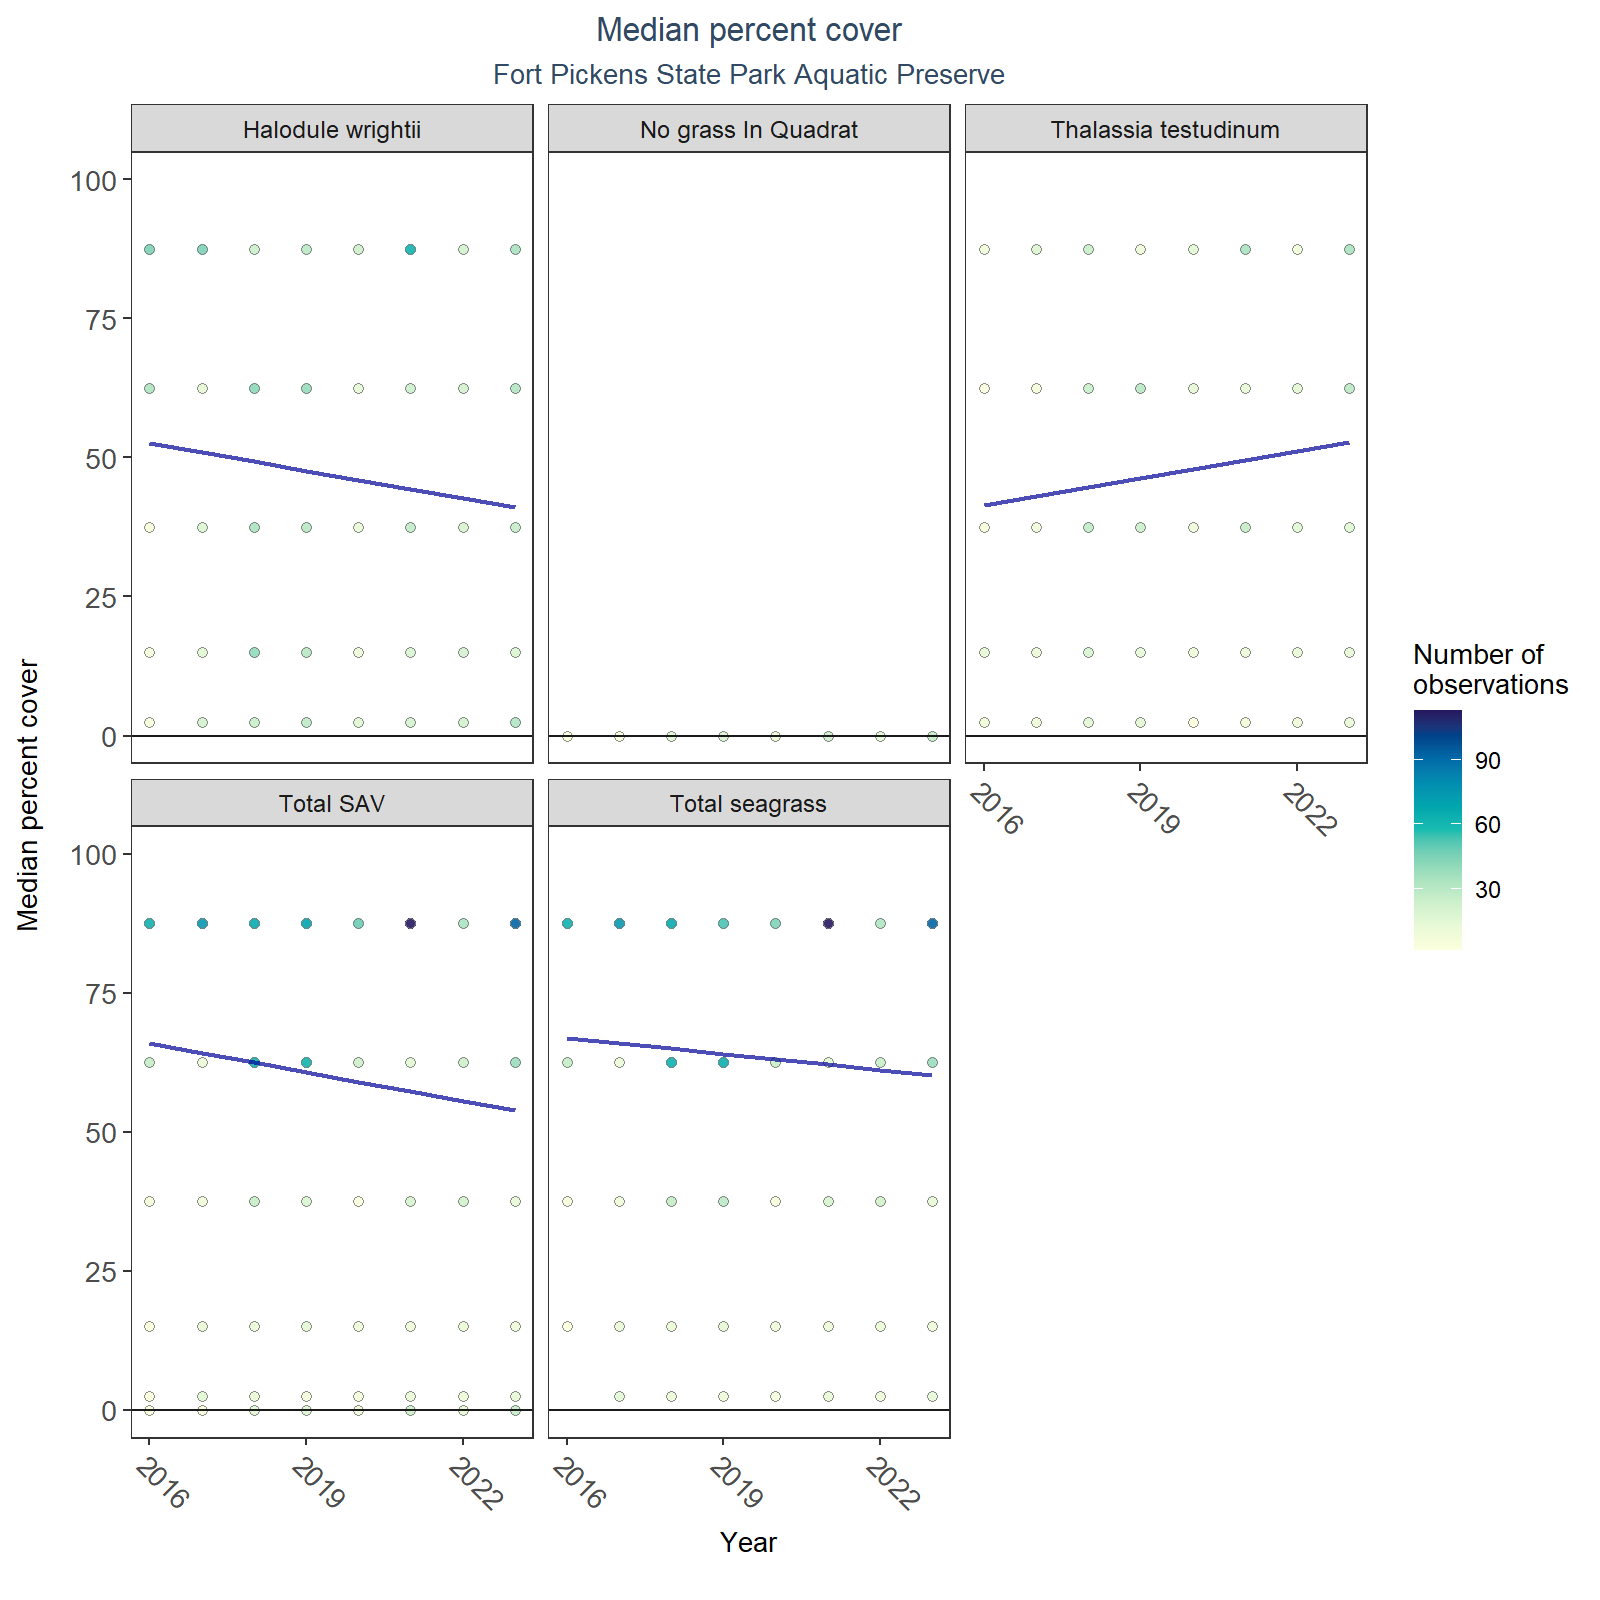 Median percent cover
Fort Pickens State Park Aquatic Preserve
Halodule wrightii
No grass In Quadrat
Thalassia testudinum
100
75
50
25
0
2016
2019
2022
Total SAV
Total seagrass
100
75
50
25
0
2016
2019
2022
2016
2019
2022
Median percent cover
Year
Number of
observations
90
60
30